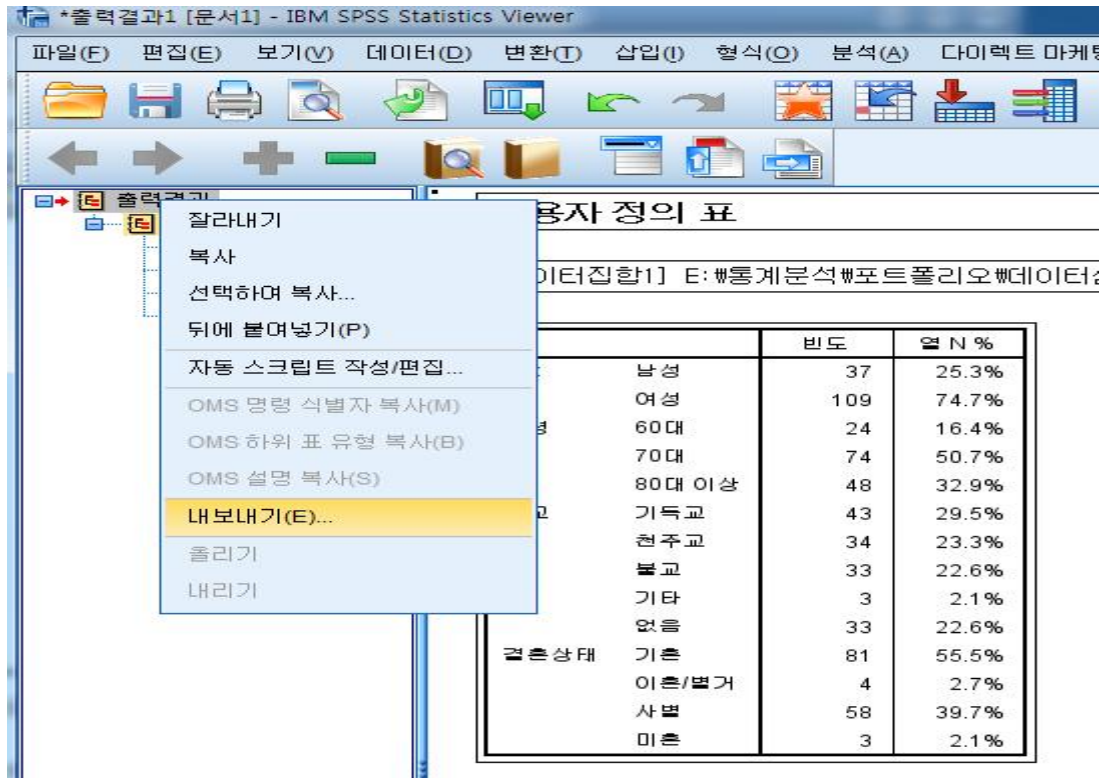 *출력결과1 [문서1] - IBM SPSS Statistics Viewer
파일(F) 편집(E) 보기(V) 데이터(D) 변환(T) 삽입(I) 형식(O) 분석(A) 다이렉트 마케팅
출력결과
잘라내기
복사
선택하여 복사...
뒤에 붙여넣기(P)
자동 스크립트 작성/편집...
OMS 명령 식별자 복사(M)
OMS 하위 표 유형 복사(B)
OMS 설명 복사(S)
내보내기(E)...
올리기
내리기
용자 정의 표
이터집합1] E:₩통계분석₩포트폴리오₩데이터
빈도 열 N %
남성 37 25.3%
여성 109 74.7%
60대 24 16.4%
70대 74 50.7%
80대 이상 48 32.9%
기독교 43 29.5%
천주교 34 23.3%
불교 33 22.6%
기타 3 2.1%
없음 33 22.6%
결혼상태 기혼 81 55.5%
이혼/별거 4 2.7%
사별 58 39.7%
미혼 3 2.1%